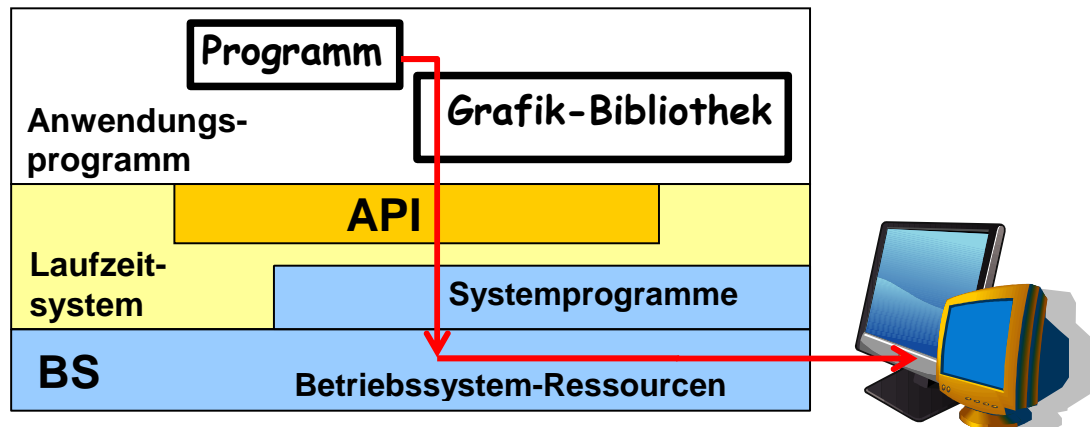 Programm
Grafik-Bibliothek
Anwendungs-
programm
API
Laufzeit-
system
Systemprogramme
BS
Betriebssystem-Ressourcen